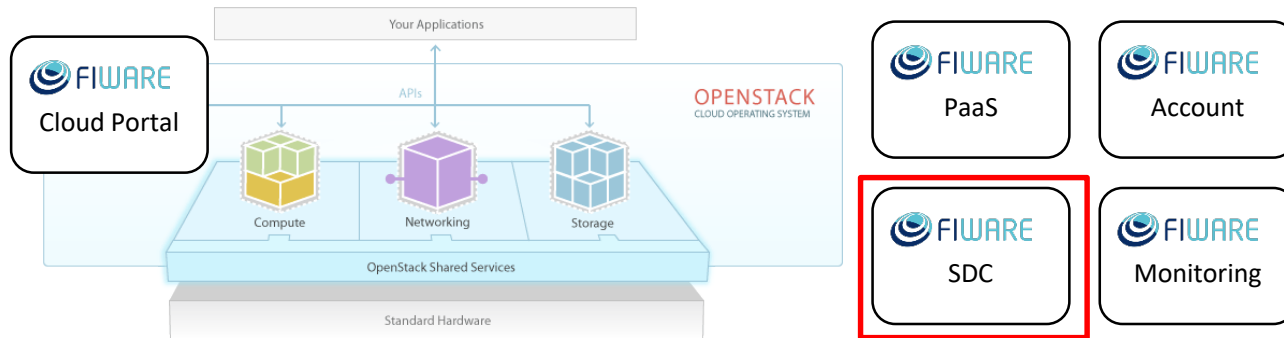 Your Applications
FIWARE
Cloud Portal
APIs
OPENSTACK
CLOUD OPERATING SYSTEM
Compute
Networking
Storage
OpenStack Shared Services
Standard Hardware
FIWARE
PaaS
FIWARE
Account
FIWARE
SDC
FIWARE
Monitoring